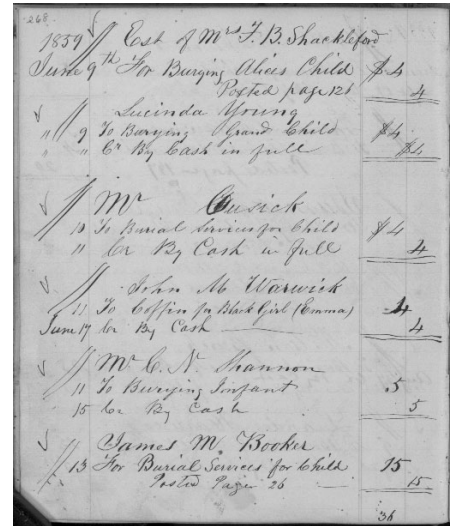 268
1859 Est of Mrs F. B. Shackleford
June 9th For Burying Alices Child $4
Posted page 126 4
Lucinda Young
" 9 To Burying Grand Child $4
" Cr By Cash in full $4
Mr Cusick
10 To Burial Services for Child $4
" Cr By Cash in full 4
John M Warwick
11 To Coffin for Black Girl (Emma) 4
June 17 Cr By Cash 4
Mr C. N. Shannon
11 To Burying Infant 5
15 Cr By Cash 5
James M. Booker
13 For Burial Services for Child 15
Posted Page 26 15
36